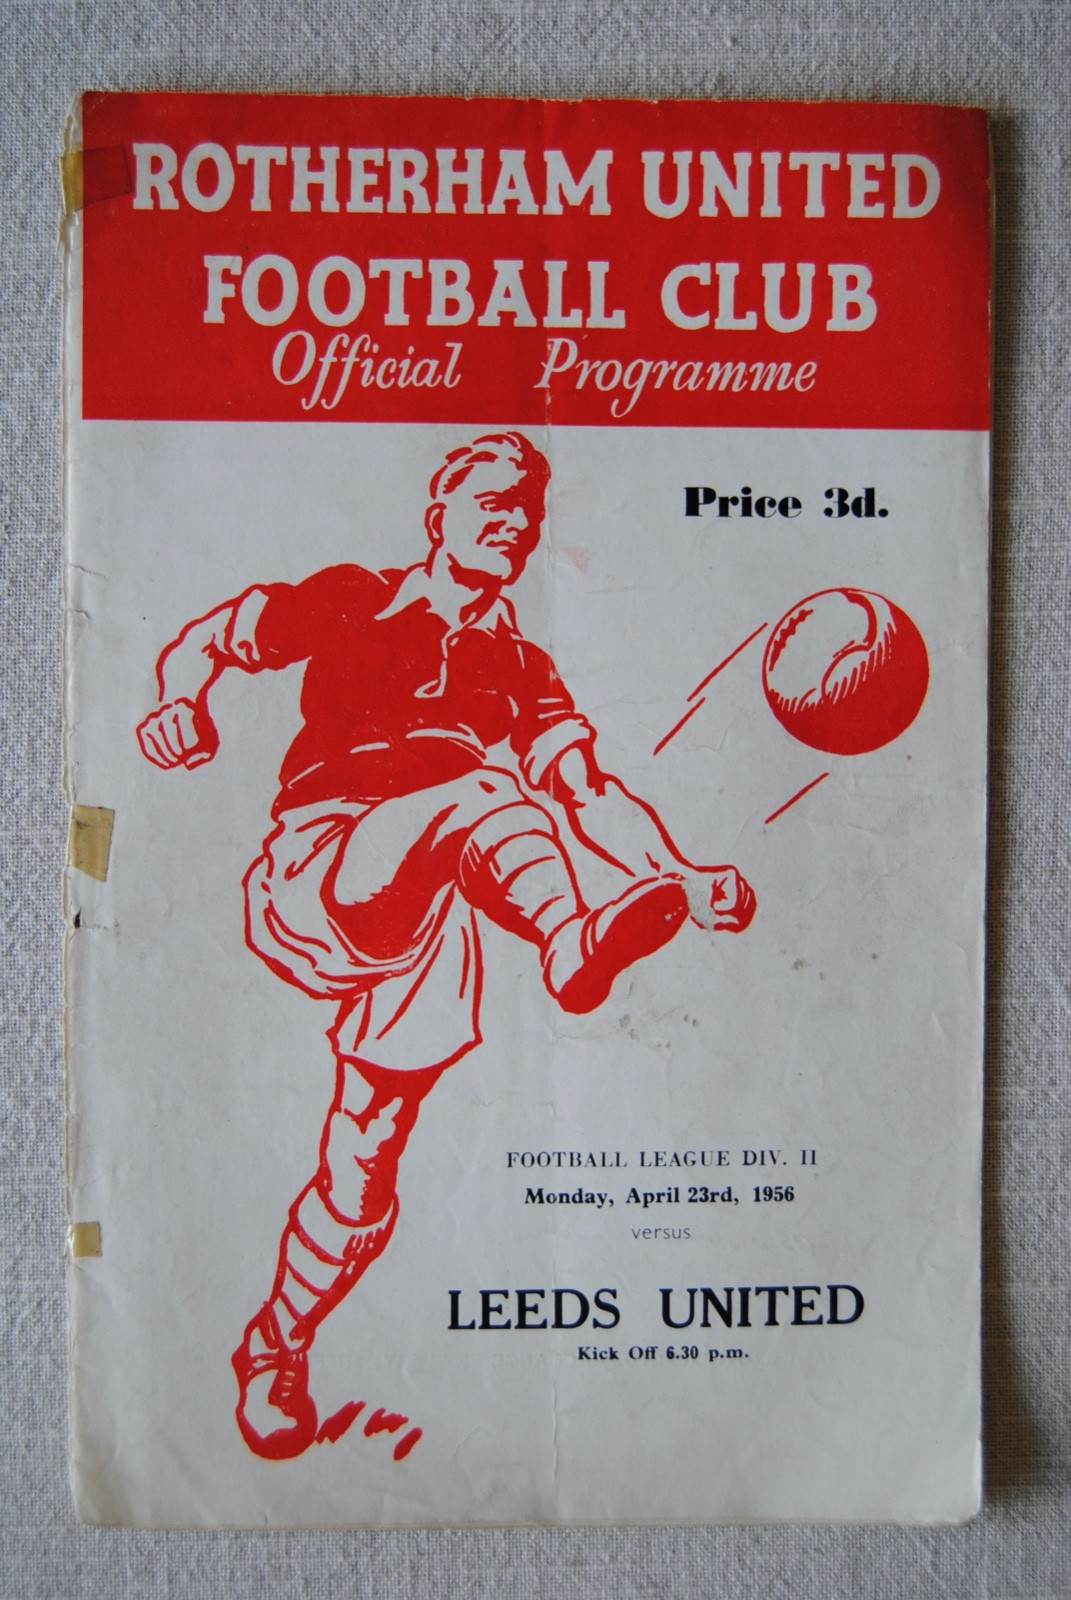 ROTHERHAM UNITED
FOOTBALL CLUB
Official Programme
Price 3d.
FOOTBALL LEAGUE DIV. II
Monday, April 23rd, 1956
versus
LEEDS UNITED
Kick Off 6.30 p.m.